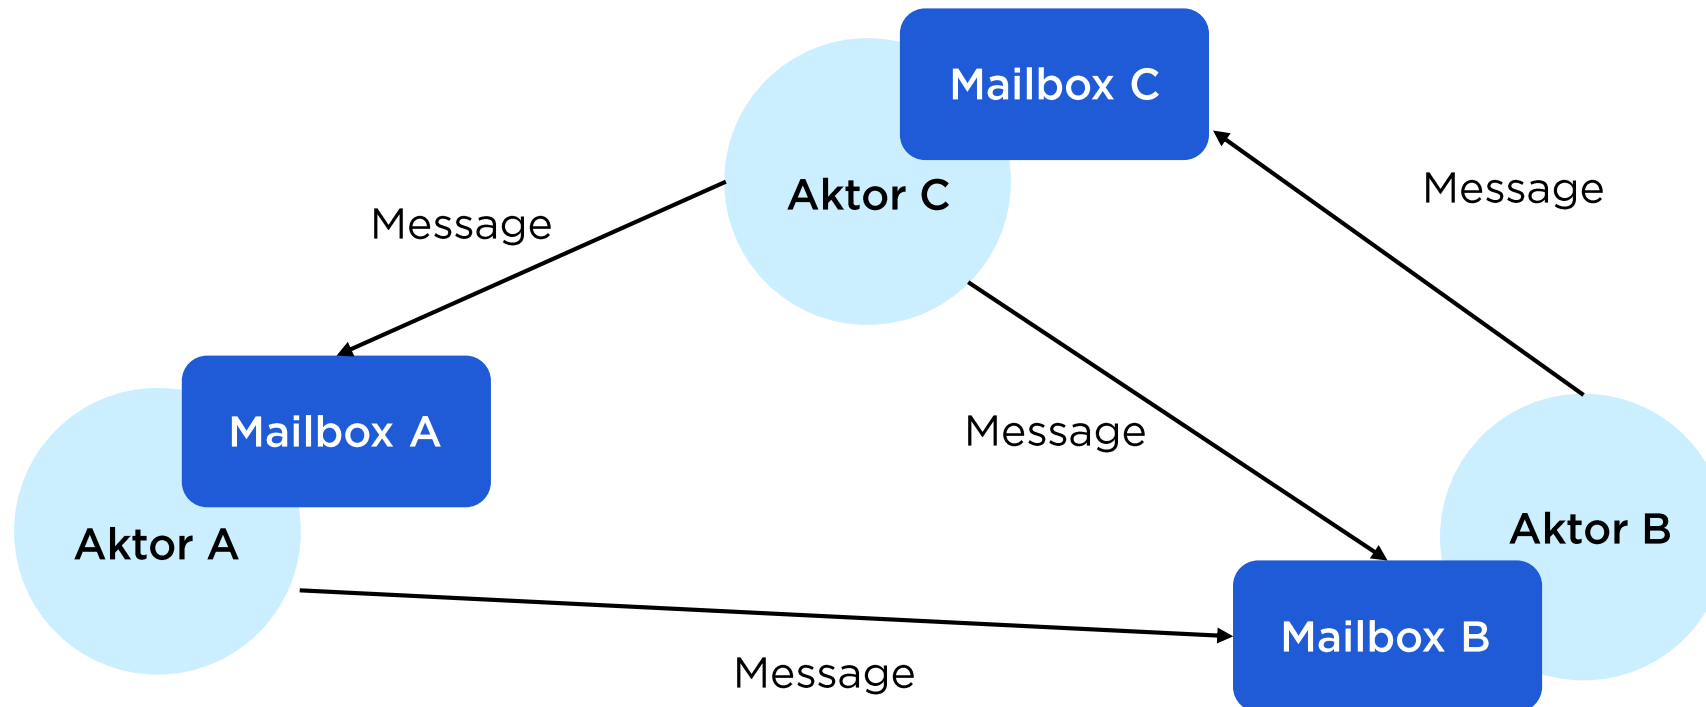 Mailbox C
Aktor C
Message
Message
Mailbox A
Message
Aktor A
Aktor B
Mailbox B
Message